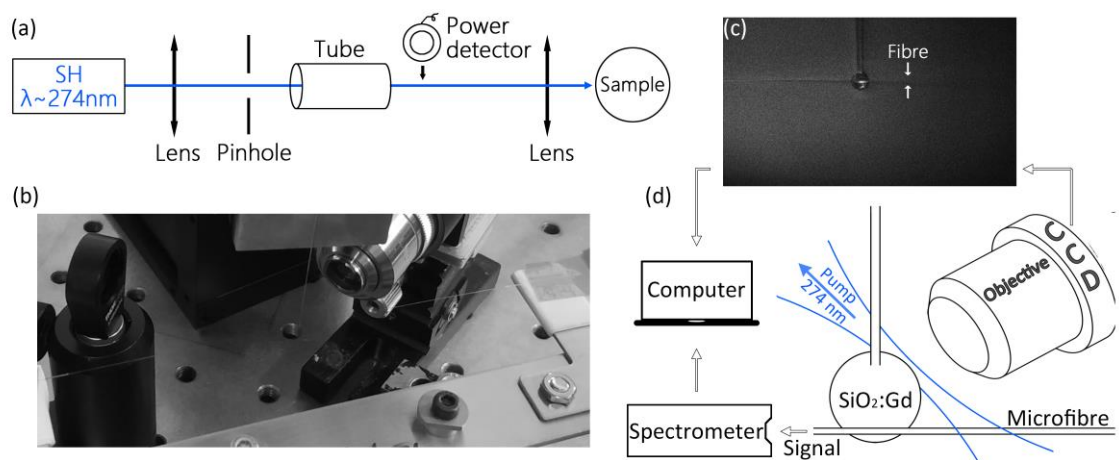 (a)
SH
λ~274nm
Lens
Pinhole
Tube
Power
detector
Lens
Sample
(b)
(c)
Fibre
(d)
Computer
Spectrometer
Signal
Pump
274 nm
SiO₂:Gd
Microfibre
Objective
CCD